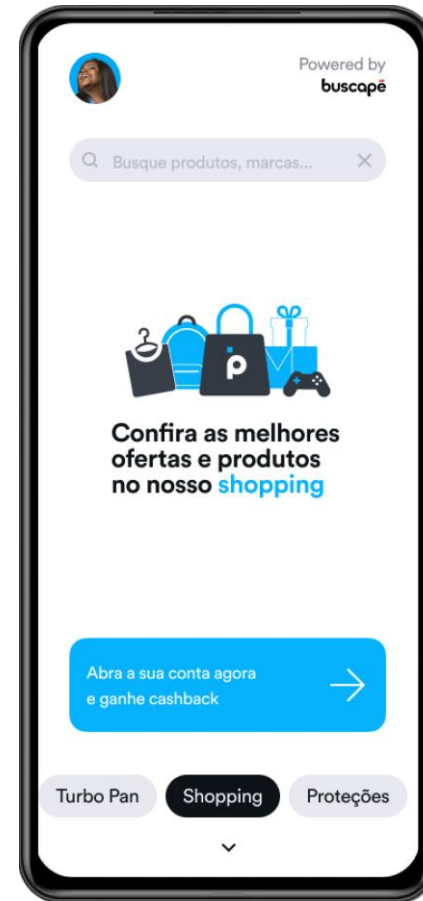 Powered by
buscapé
Busque produtos, marcas...
p
Confira as melhores
ofertas e produtos
no nosso shopping
Abra a sua conta agora
e ganhe cashback
Turbo Pan
Shopping
Proteções